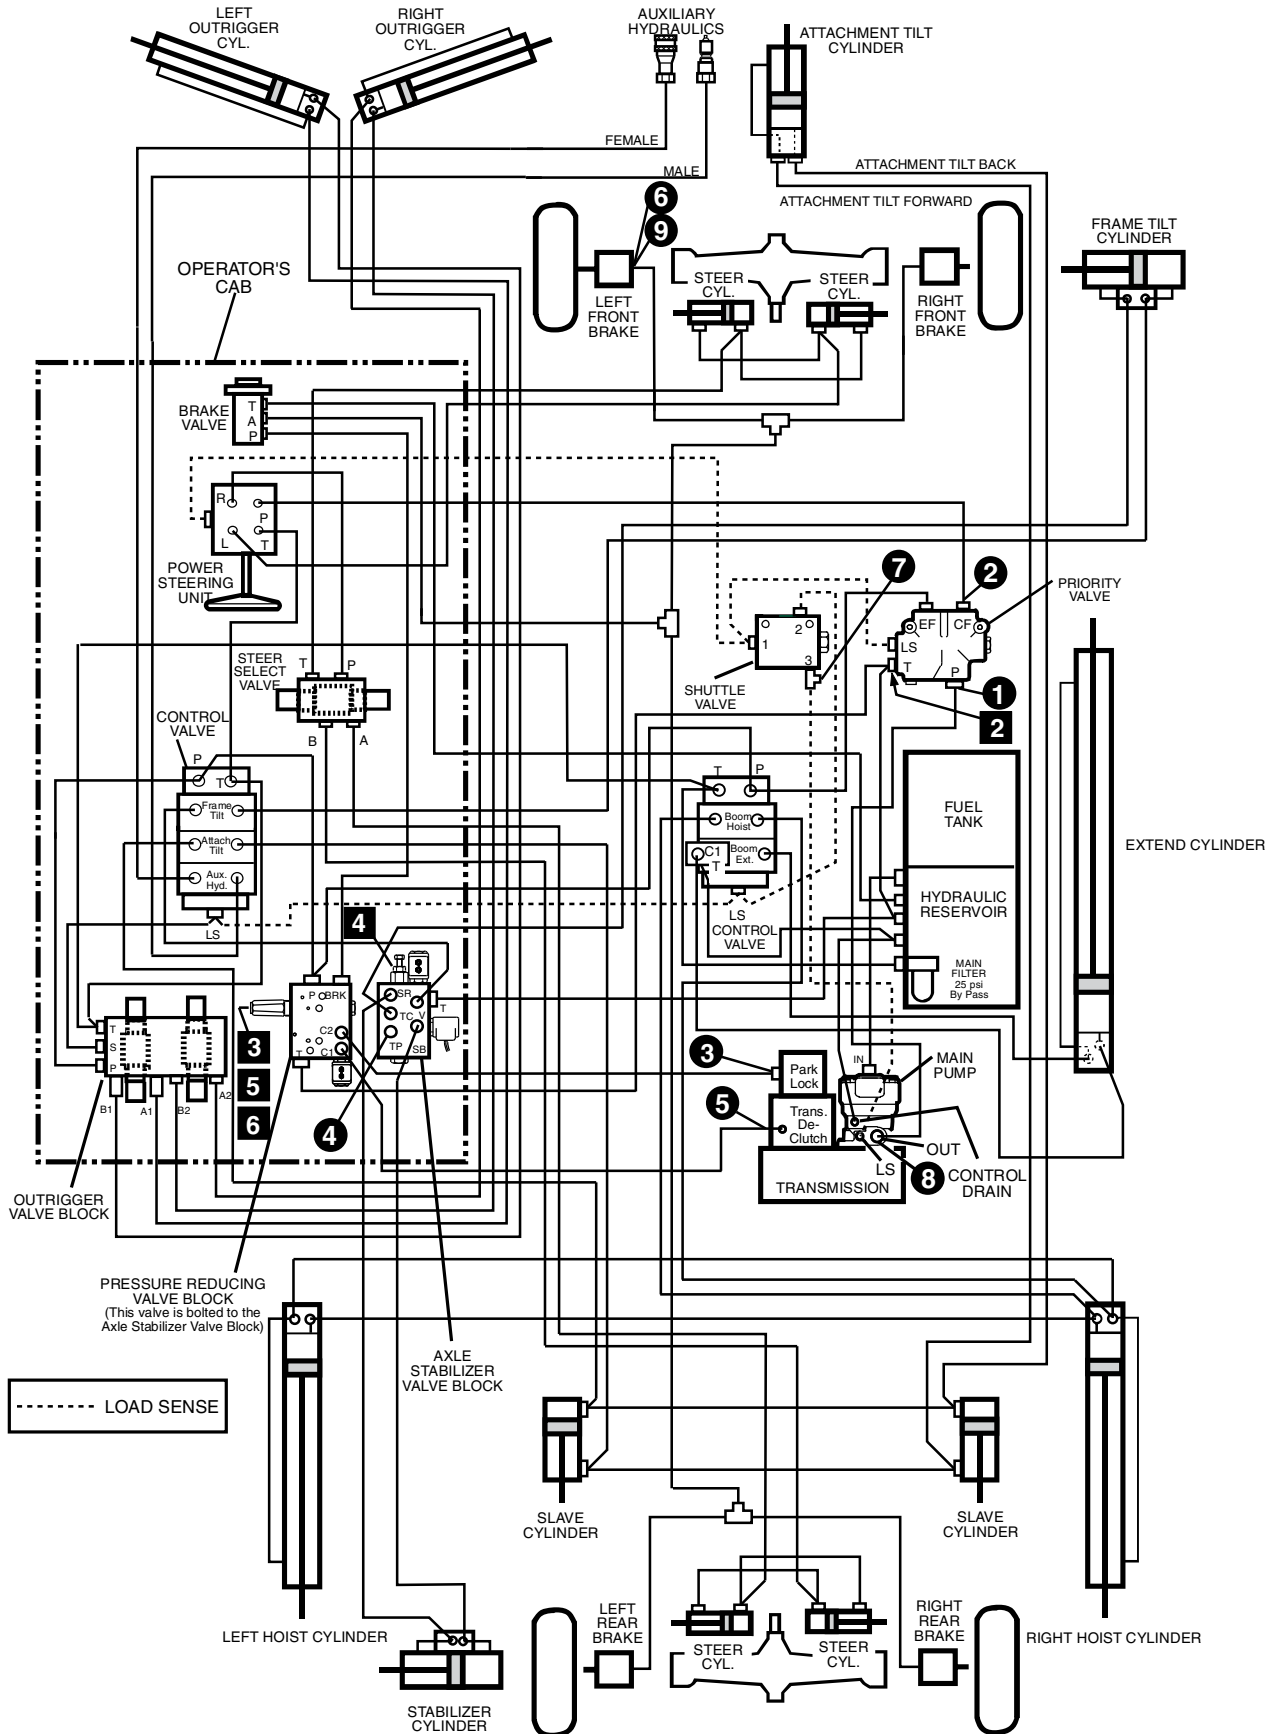 LEFT
OUTRIGGER
CYL.
RIGHT
OUTRIGGER
CYL.
AUXILIARY
HYDRAULICS
ATTACHMENT TILT
CYLINDER
FEMALE
MALE
ATTACHMENT TILT BACK
ATTACHMENT TILT FORWARD
6
9
FRAME TILT
CYLINDER
OPERATOR'S
CAB
STEER
CYL.
STEER
CYL.
LEFT
FRONT
BRAKE
RIGHT
FRONT
BRAKE
BRAKE
VALVE
T
A
P
R
P
L
T
POWER
STEERING
UNIT
7
2
PRIORITY
VALVE
EF
CF
LS
T
P
1
2
1
2
3
SHUTTLE
VALVE
STEER
SELECT
VALVE
T
P
B
A
CONTROL
VALVE
P
T
Frame
Tilt
Attach
Tilt
Aux.
Hyd.
LS
T
P
Boom
Hoist
C1
T
Boom
Ext.
LS
CONTROL
VALVE
FUEL
TANK
HYDRAULIC
RESERVOIR
MAIN
FILTER
25 psi
By Pass
EXTEND CYLINDER
4
P
BRK
C2
C1
T
SR
TC
V
TP
SB
T
T
S
P
B1
A1
B2
A2
3
5
6
4
3
5
Park
Lock
Trans.
De-
Clutch
TRANSMISSION
IN
MAIN
PUMP
OUT
LS
8
CONTROL
DRAIN
OUTRIGGER
VALVE BLOCK
PRESSURE REDUCING
VALVE BLOCK
(This valve is bolted to the
Axle Stabilizer Valve Block)
AXLE
STABILIZER
VALVE BLOCK
LOAD SENSE
SLAVE
CYLINDER
SLAVE
CYLINDER
LEFT HOIST CYLINDER
RIGHT HOIST CYLINDER
LEFT
REAR
BRAKE
RIGHT
REAR
BRAKE
STEER
CYL.
STEER
CYL.
STABILIZER
CYLINDER